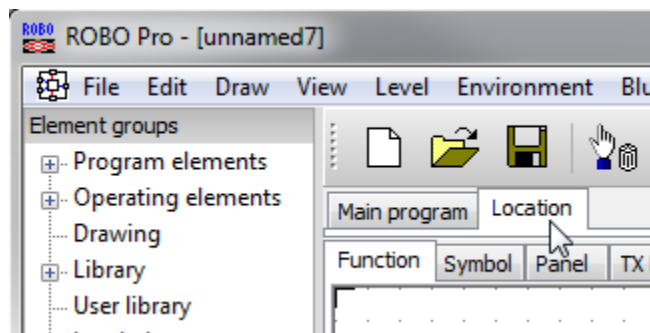 ROBO
ROBO Pro - [unnamed7]
File Edit Draw View Level Environment
Element groups
Program elements
Operating elements
Drawing
Library
User library
Main program Location
Function Symbol Panel TX